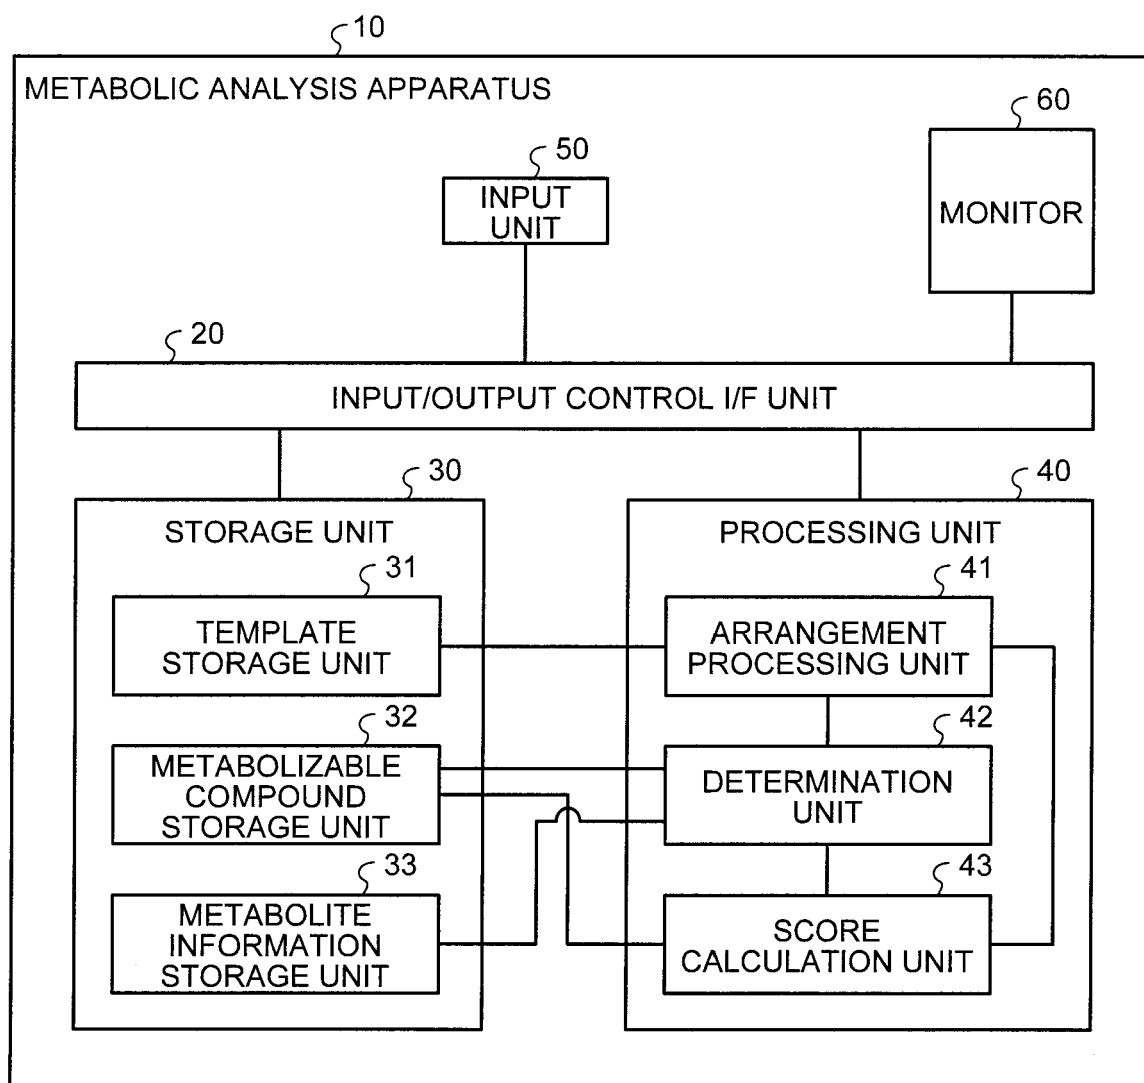 10
METABOLIC ANALYSIS APPARATUS
60
MONITOR
50
INPUT
UNIT
20
INPUT/OUTPUT CONTROL I/F UNIT
30
STORAGE UNIT
31
TEMPLATE
STORAGE UNIT
32
METABOLIZABLE
COMPOUND
STORAGE UNIT
33
METABOLITE
INFORMATION
STORAGE UNIT
40
PROCESSING UNIT
41
ARRANGEMENT
PROCESSING UNIT
42
DETERMINATION
UNIT
43
SCORE
CALCULATION UNIT